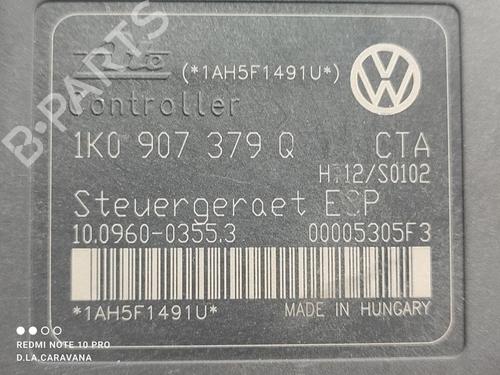 Ate (*1AH5F1491U*)
Controller
1K0 907 379 Q CTA
H 12/S0102
Steuergeraet ESP
10.0960-0355.3 00005305F3
*1AH5F1491U* MADE IN HUNGARY
B-PARTS
REDMI NOTE 10 PRO
D.L.A.CARAVANA